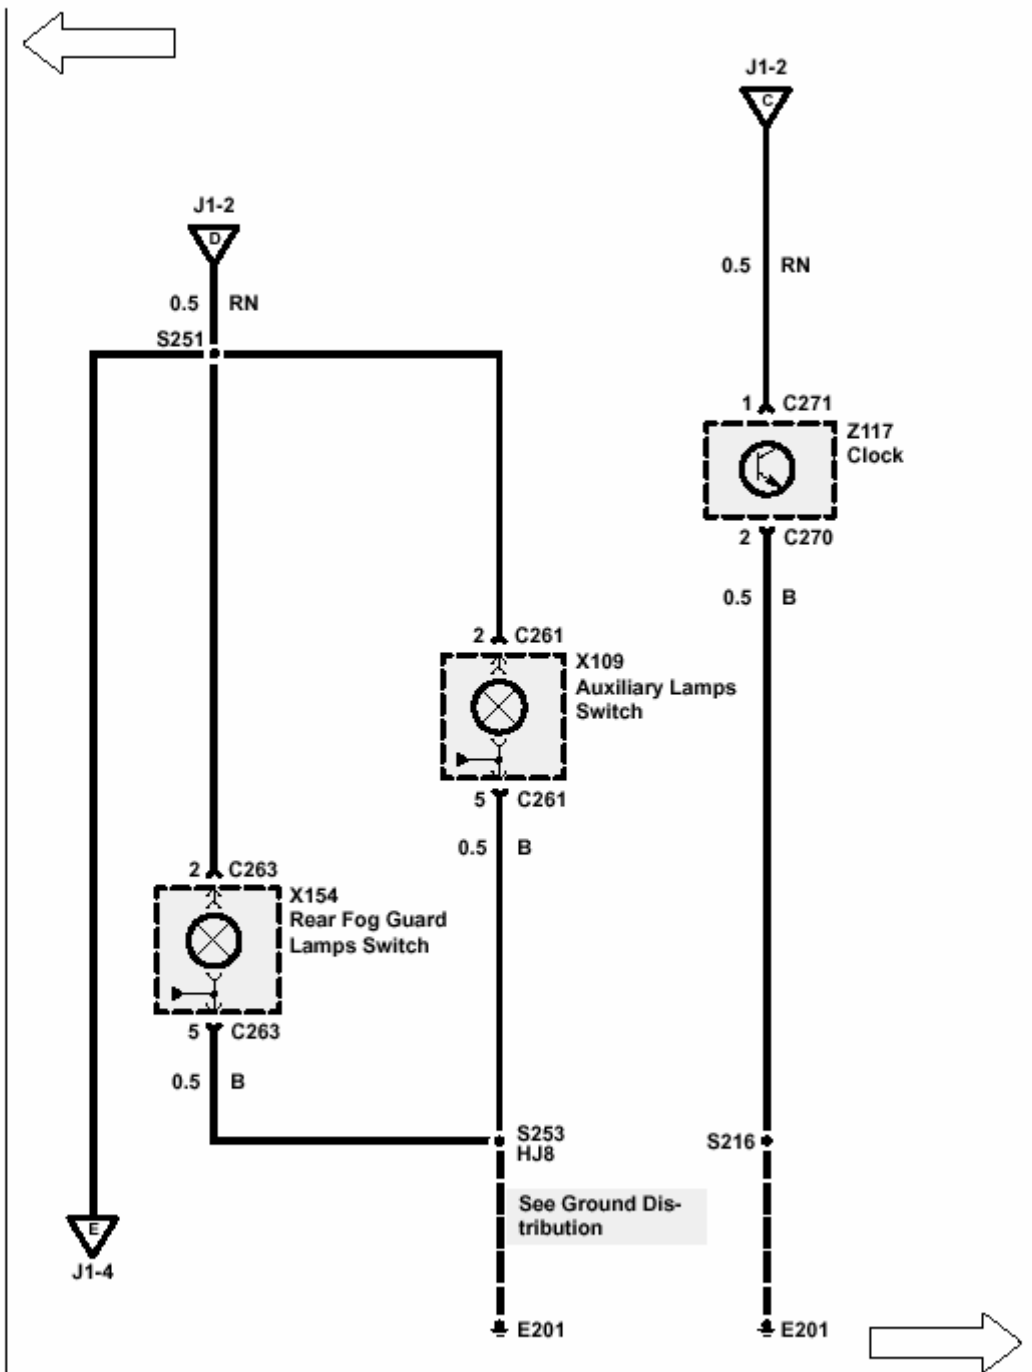 J1-2
C
J1-2
D
0.5 RN
0.5 RN
S251
1 C271
Z117
Clock
2 C270
0.5 B
2 C261
X109
Auxiliary Lamps
Switch
5 C261
0.5 B
2 C263
X154
Rear Fog Guard
Lamps Switch
5 C263
0.5 B
S253
HJ8
S216
See Ground Dis-
tribution
E
J1-4
E201
E201